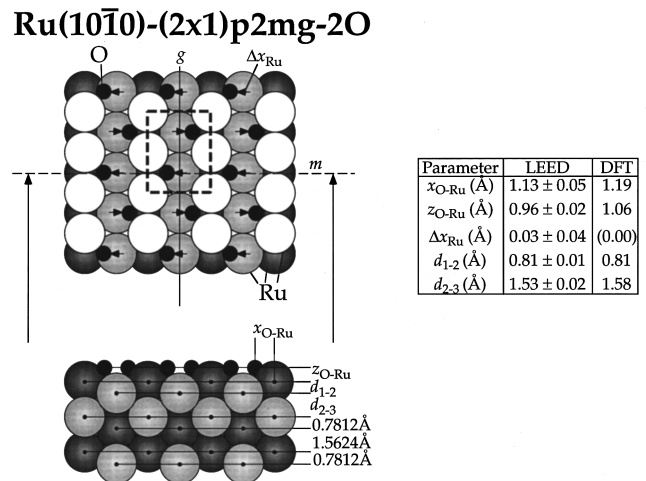 Ru(101̅0)-(2x1)p2mg-2O
O
g
Δx_Ru
m
Ru
x_O-Ru
z_O-Ru
d_1-2
d_2-3
0.7812Å
1.5624Å
0.7812Å
Parameter LEED DFT
x_O-Ru (Å) 1.13 ± 0.05 1.19
z_O-Ru (Å) 0.96 ± 0.02 1.06
Δx_Ru (Å) 0.03 ± 0.04 (0.00)
d_1-2 (Å) 0.81 ± 0.01 0.81
d_2-3 (Å) 1.53 ± 0.02 1.58